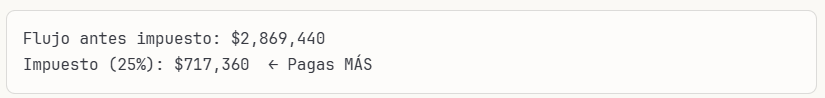 Flujo antes impuesto: $2,869,440
Impuesto (25%): $717,360  ← Pagas MÁS